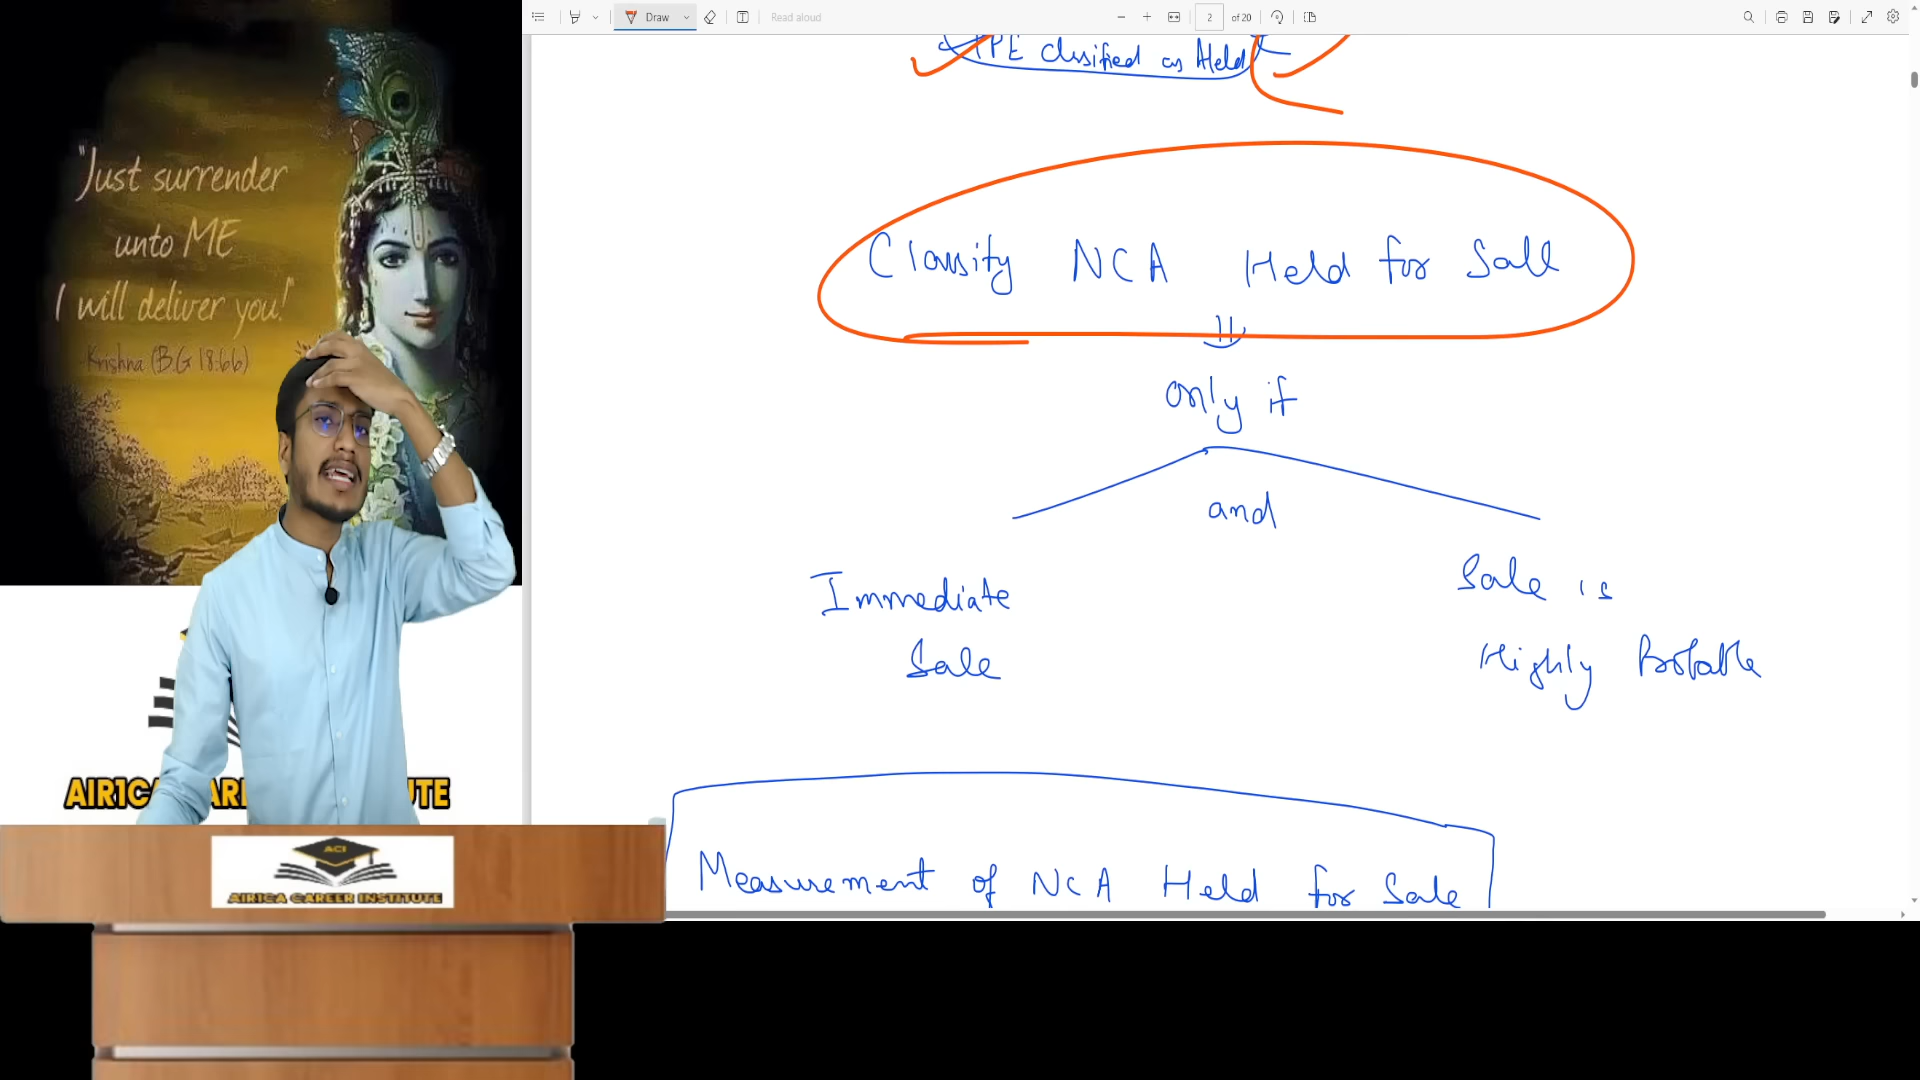 Draw
Read aloud
2
of 20
PPE Classified as Held
"Just surrender
unto ME
I will deliver you!"
-Krishna (B.G 18:66)
Classify NCA Held for Sale
only if
and
Immediate
Sale
Sale is
Highly Probable
Measurement of NCA Held for Sale
ACI
AIR1CA CAREER INSTITUTE